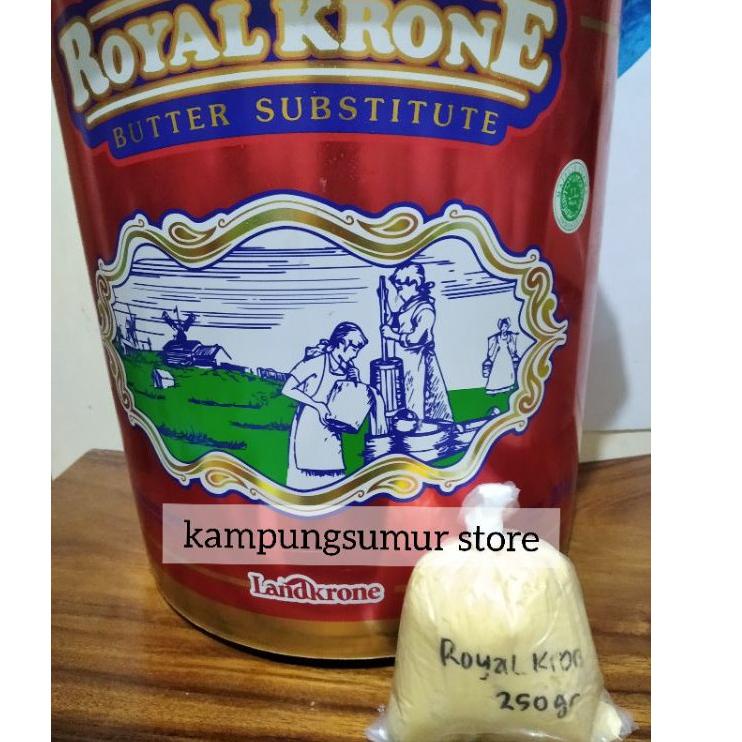 ROYAL KRONE
BUTTER SUBSTITUTE
kampungsumur store
Landkrone
Royal Kron
250gr